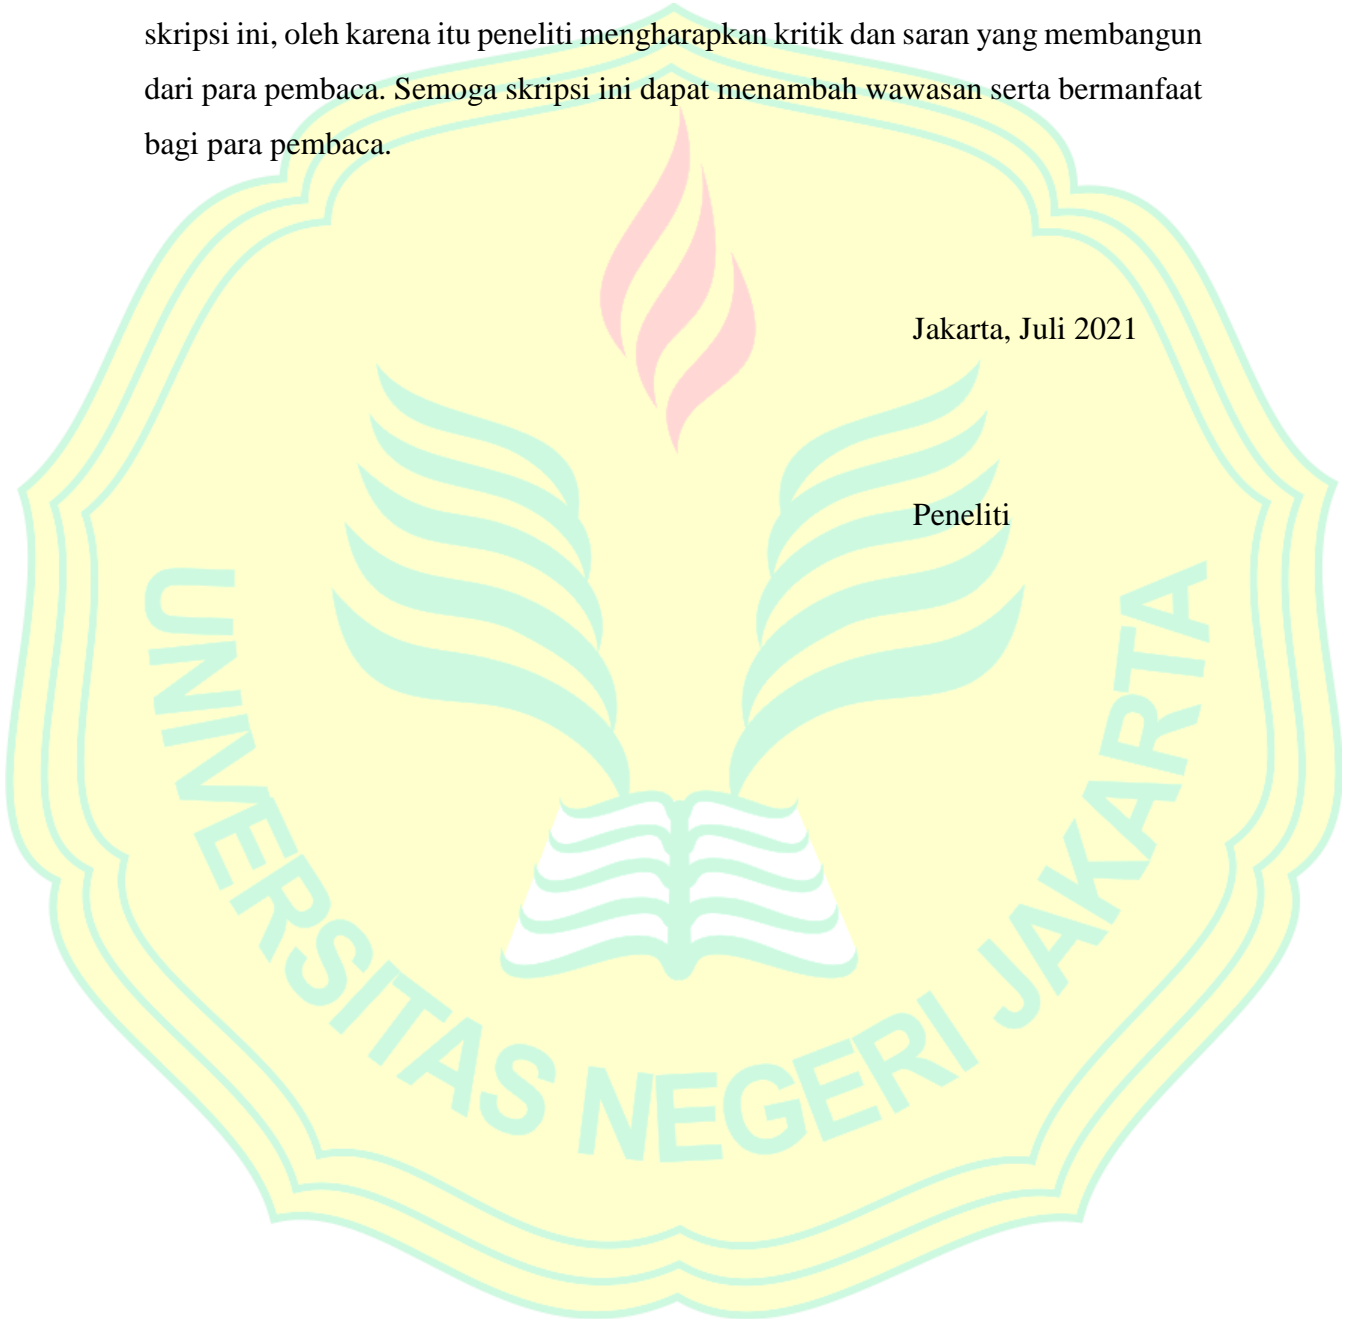 skripsi ini, oleh karena itu peneliti mengharapkan kritik dan saran yang membangun
dari para pembaca. Semoga skripsi ini dapat menambah wawasan serta bermanfaat
bagi para pembaca.
Jakarta, Juli 2021
Peneliti
UNIVERSITAS NEGERI JAKARTA